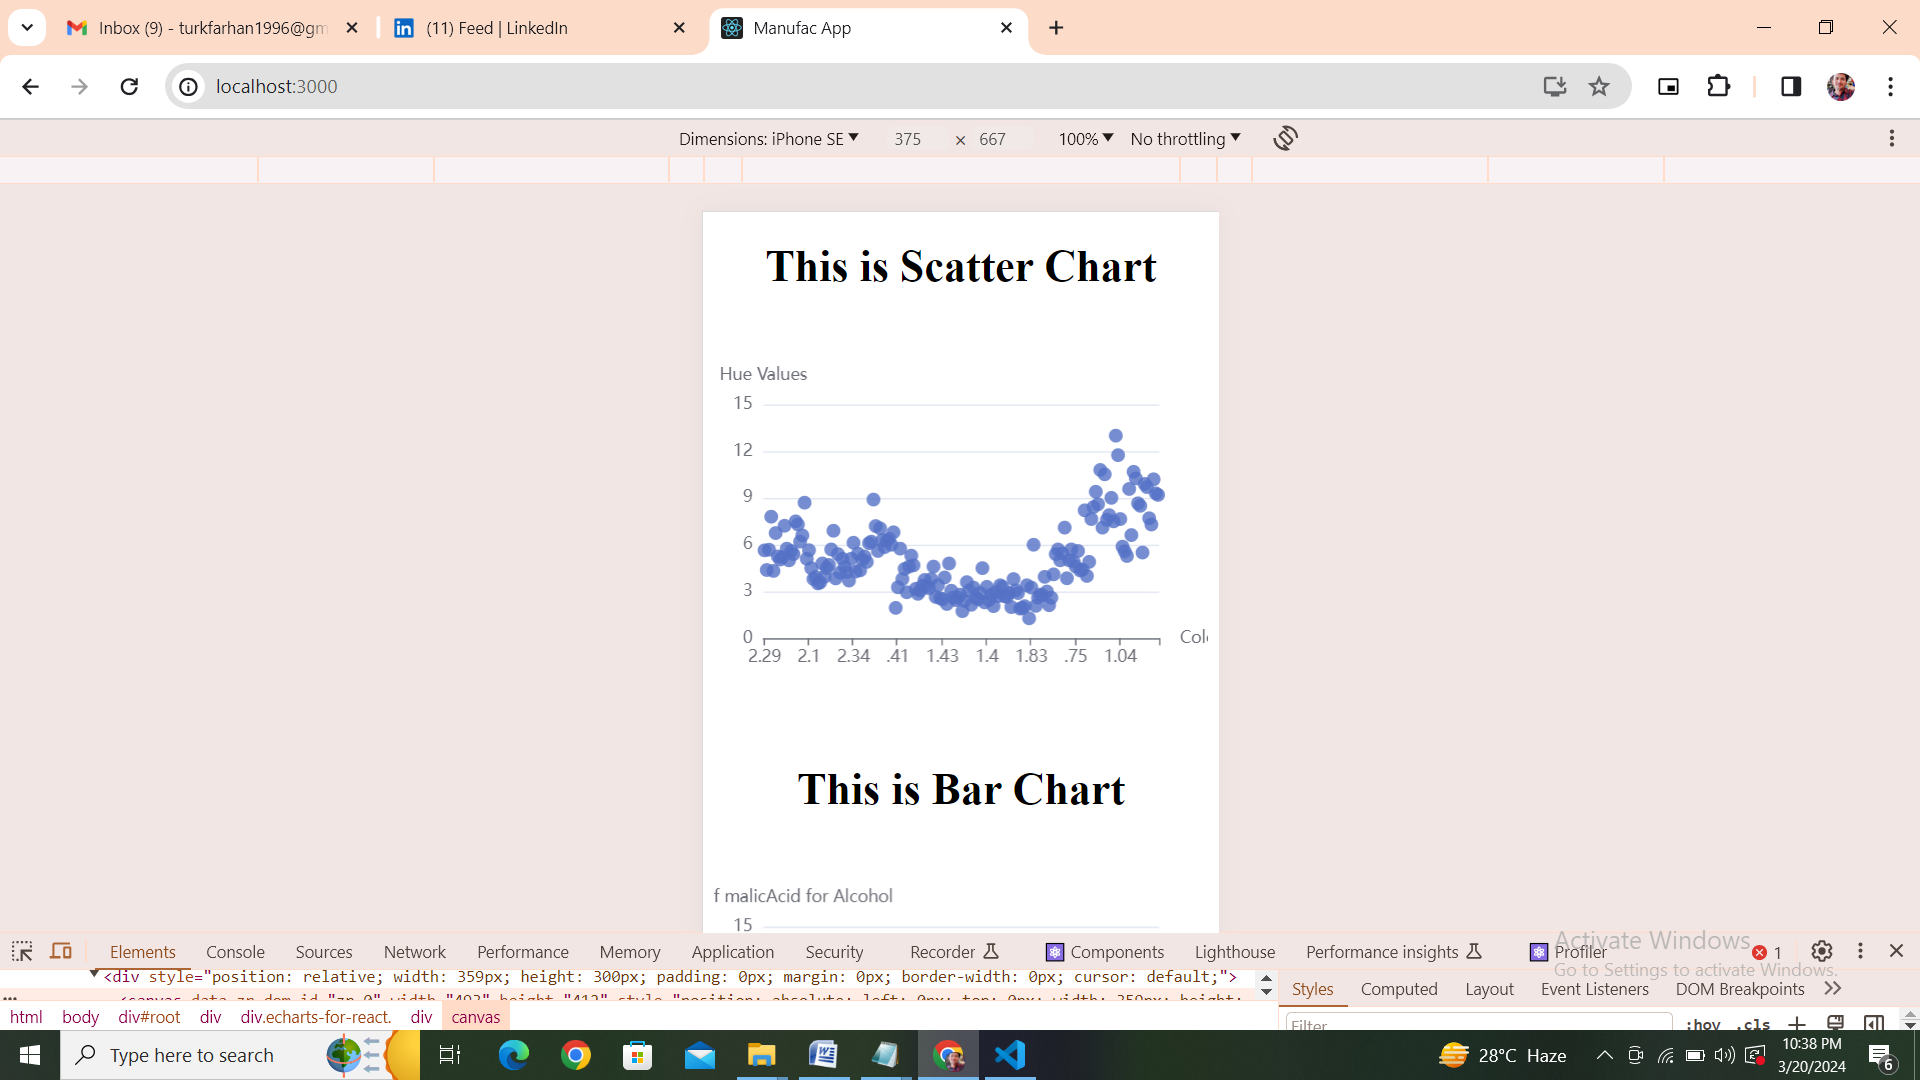 Inbox (9) - turkfarhan1996@gm
(11) Feed | LinkedIn
Manufac App
localhost:3000
Dimensions: iPhone SE 375 × 667 100% No throttling
This is Scatter Chart
Hue Values
15
12
9
6
3
0
2.29 2.1 2.34 .41 1.43 1.4 1.83 .75 1.04
This is Bar Chart
f malicAcid for Alcohol
15
Activate Windows
Go to Settings to activate Windows.
Elements Console Sources Network Performance Memory Application Security Recorder Components Lighthouse Performance insights Profiler 1
<div style="position: relative; width: 359px; height: 300px; padding: 0px; margin: 0px; border-width: 0px; cursor: default;">
Styles Computed Layout Event Listeners DOM Breakpoints
html body div#root div div.echarts-for-react. div canvas
Filter :hov .cls
Type here to search
28°C Haze
10:38 PM
3/20/2024
6